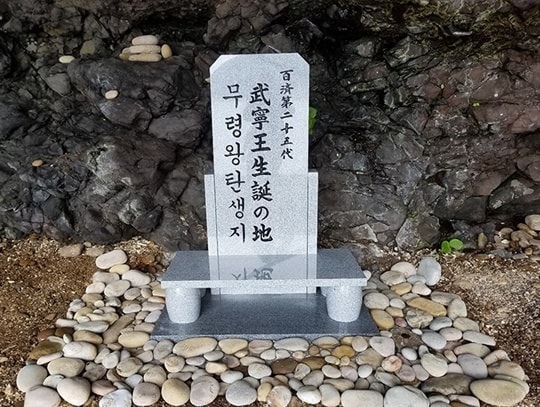 百済第二十五代
武寧王生誕の地
무령왕탄생지